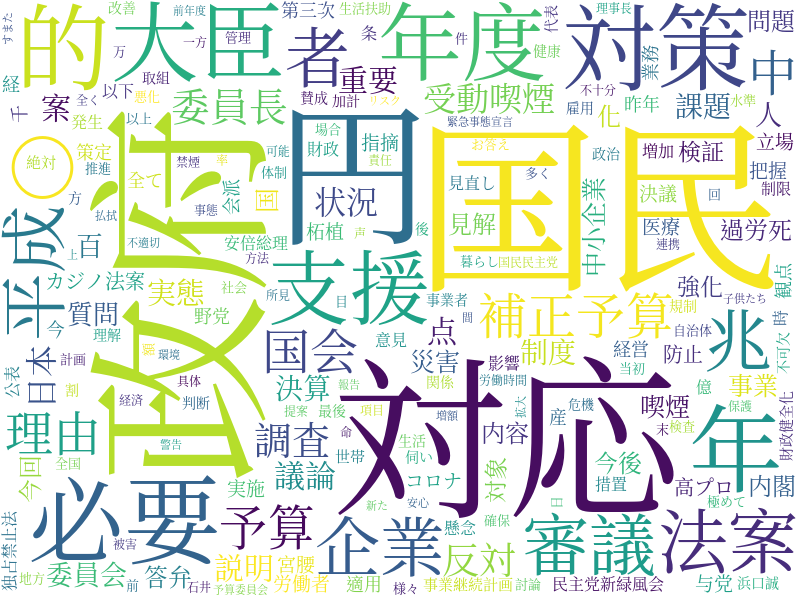 改善
前年度
生活扶助
理事長
すまた
的
大臣
第三次
年度
条
代表
件
対策
問題
万
一方
管理
者
健康
業務
経
取組
重要
不十分
千
案
以下
委員長
賛成
加計
受動喫煙
雇用
昨年
課題
中
人
水準
全く
悪化
リスク
化
発生
以上
場合
指摘
緊急事態宣言
○
絶対
策定
禁煙
率
可能
財政
責任
円
お答え
政治
増加
検証
立場
推進
全て
会派
国
体制
状況
見直し
多く
決議
回
把握
制限
方
払拭
事態
国民
見解
中小企業
医療
連携
過労死
平成
百
不適切
安倍総理
柘植
後
声
上
政府
方法
暮らし
国民民主党
観点
カジノ法案
社会
支援
所見
目
事業者
強化
子供たち
今
質問
実態
野党
間
補正予算
規制
時
日本
理解
額
国会
意見
点
自治体
兆
不可欠
公表
計画
環境
災害
影響
制度
経営
防止
割
具体
決算
関係
労働時間
当初
億
事業
経済
判断
提案
最後
報告
項目
対応
産
危機
喫煙
保護
財政健全化
理由
調査
増額
命
拡大
内容
末
検査
年
警告
生活
世帯
伺い
今後
全国
議論
コロナ
対象
措置
高プロ
内閣
今回
必要
実施
新た
安心
日
極めて
独占禁止法
被害
予算
企業
懸念
確保
審議
法案
地方
委員会
前
答弁
説明
宮腰
反対
石井
予算委員会
労働者
適用
様々
事業継続計画
討論
民主党新緑風会
与党
浜口誠